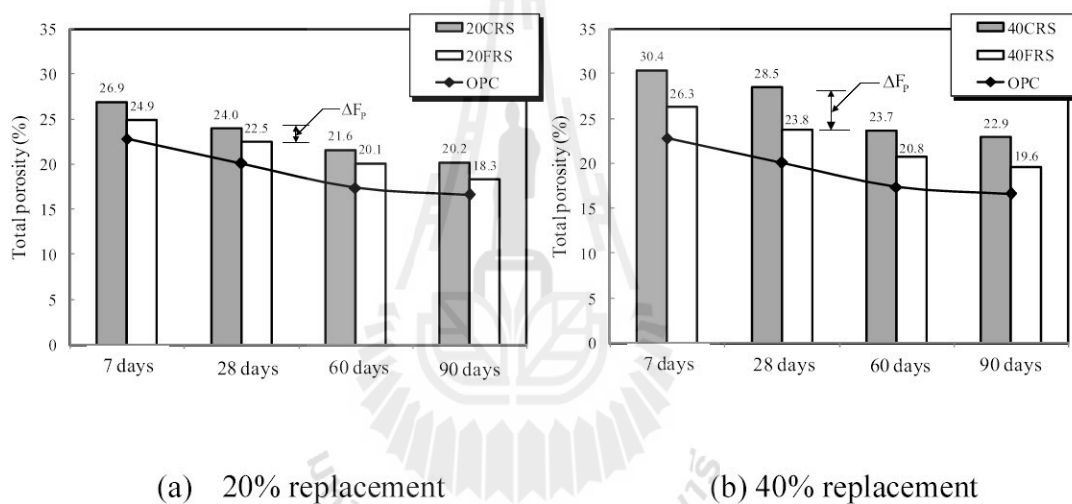 35
30
25
20
15
10
5
0
Total porosity (%)
20CRS
20FRS
OPC
26.9
24.9
24.0
22.5
ΔFP
21.6
20.1
20.2
18.3
7 days
28 days
60 days
90 days
(a) 20% replacement
35
30
25
20
15
10
5
0
Total porosity (%)
40CRS
40FRS
OPC
30.4
26.3
28.5
23.8
ΔFP
23.7
20.8
22.9
19.6
7 days
28 days
60 days
90 days
(b) 40% replacement